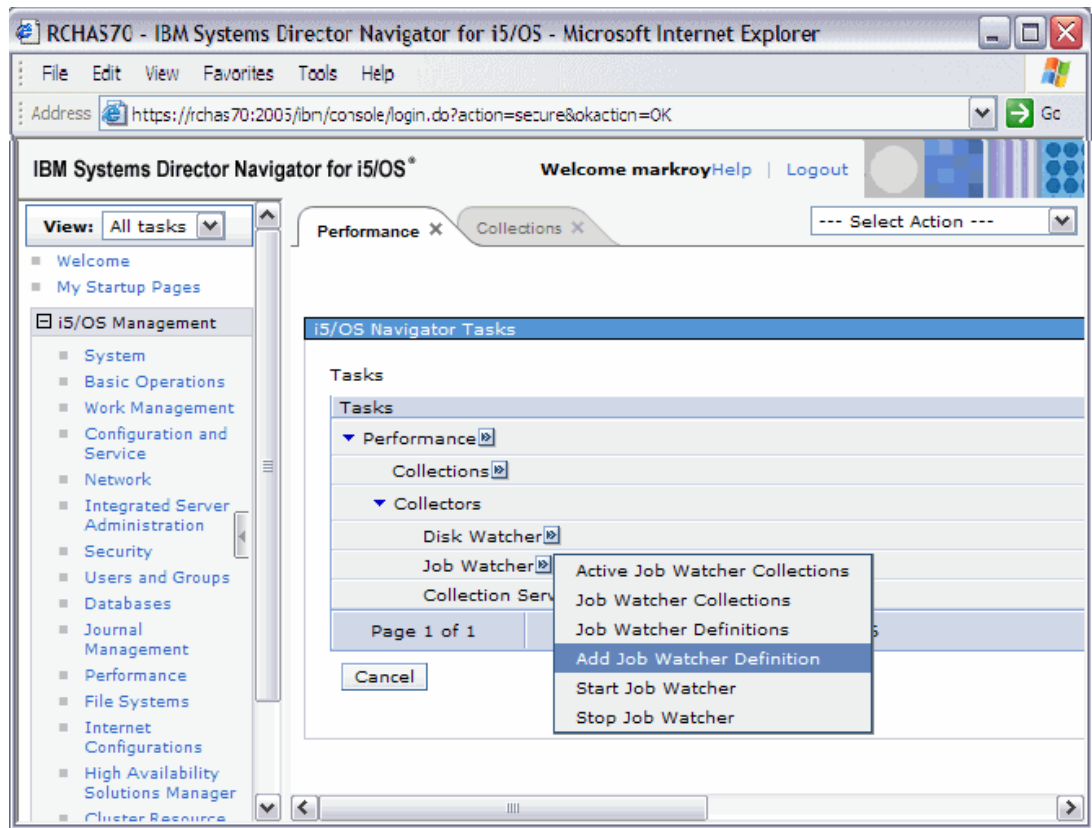 RCHAS70 - IBM Systems Director Navigator for i5/OS - Microsoft Internet Explorer
File Edit View Favorites Tools Help
Address https://rchas70:2005/ibm/console/login.do?action=secure&okaction=OK Go
IBM Systems Director Navigator for i5/OS®
Welcome markroy Help | Logout
View: All tasks
Performance X
Collections X
--- Select Action ---
Welcome
My Startup Pages
i5/OS Management
System
Basic Operations
Work Management
Configuration and
Service
Network
Integrated Server
Administration
Security
Users and Groups
Databases
Journal
Management
Performance
File Systems
Internet
Configurations
High Availability
Solutions Manager
Cluster Resource
i5/OS Navigator Tasks
Tasks
Tasks
Performance
Collections
Collectors
Disk Watcher
Job Watcher
Collection Serv
Page 1 of 1
Cancel
Active Job Watcher Collections
Job Watcher Collections
Job Watcher Definitions
Add Job Watcher Definition
Start Job Watcher
Stop Job Watcher